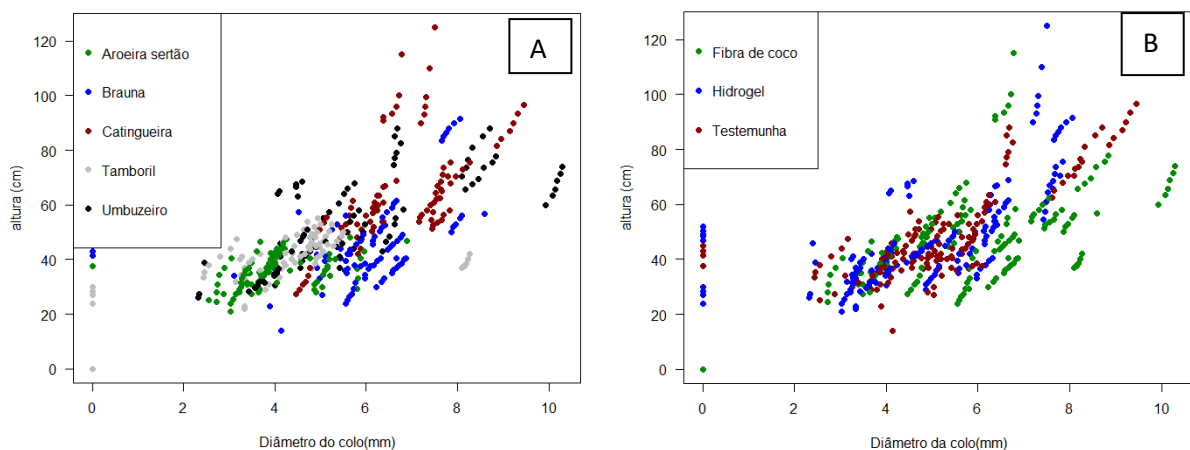 A
Aroeira sertão
Brauna
Catingueira
Tamboril
Umbuzeiro
altura (cm)
120
100
80
60
40
20
0
0 2 4 6 8 10
Diâmetro do colo(mm)
B
Fibra de coco
Hidrogel
Testemunha
altura (cm)
120
100
80
60
40
20
0
0 2 4 6 8 10
Diâmetro da colo(mm)